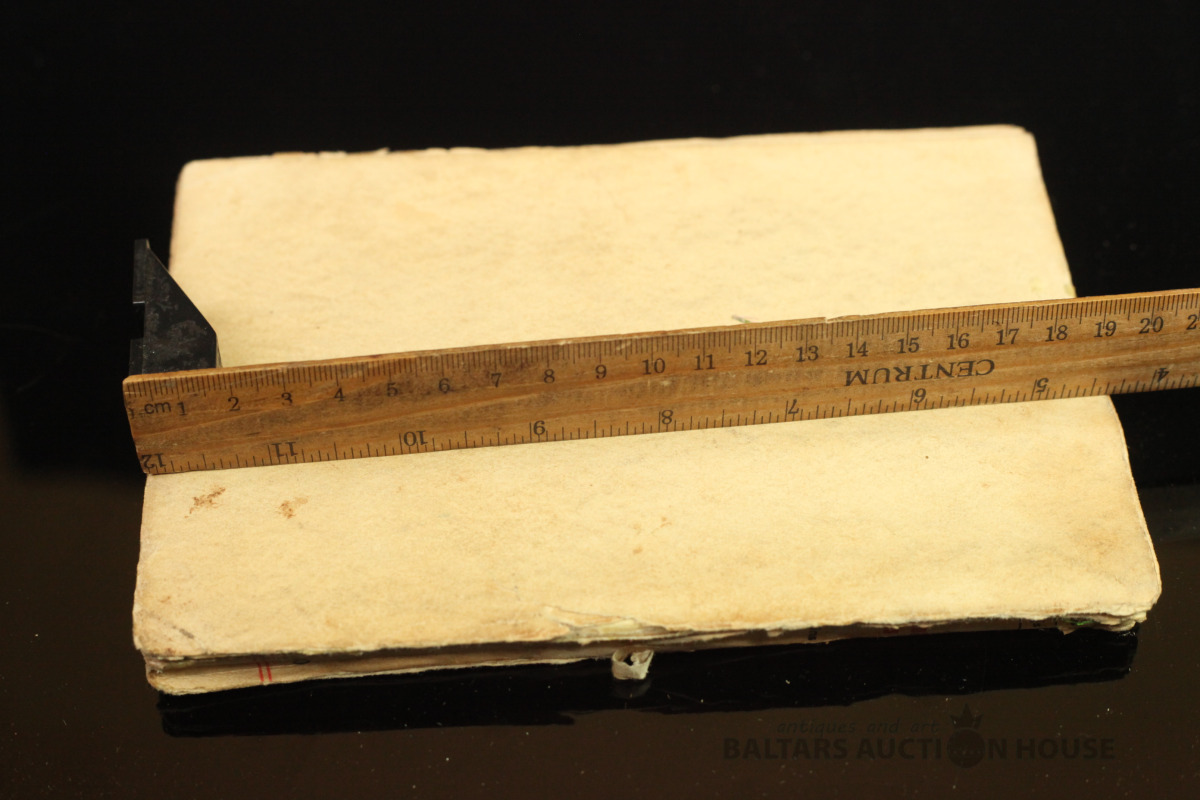 cm 1 2 3 4 5 6 7 8 9 10 11 12 13 14 15 16 17 18 19 20
CENTRUM
12 11 10 9 8 7 6 5 4
antiques and art
BALTARS AUCTION HOUSE